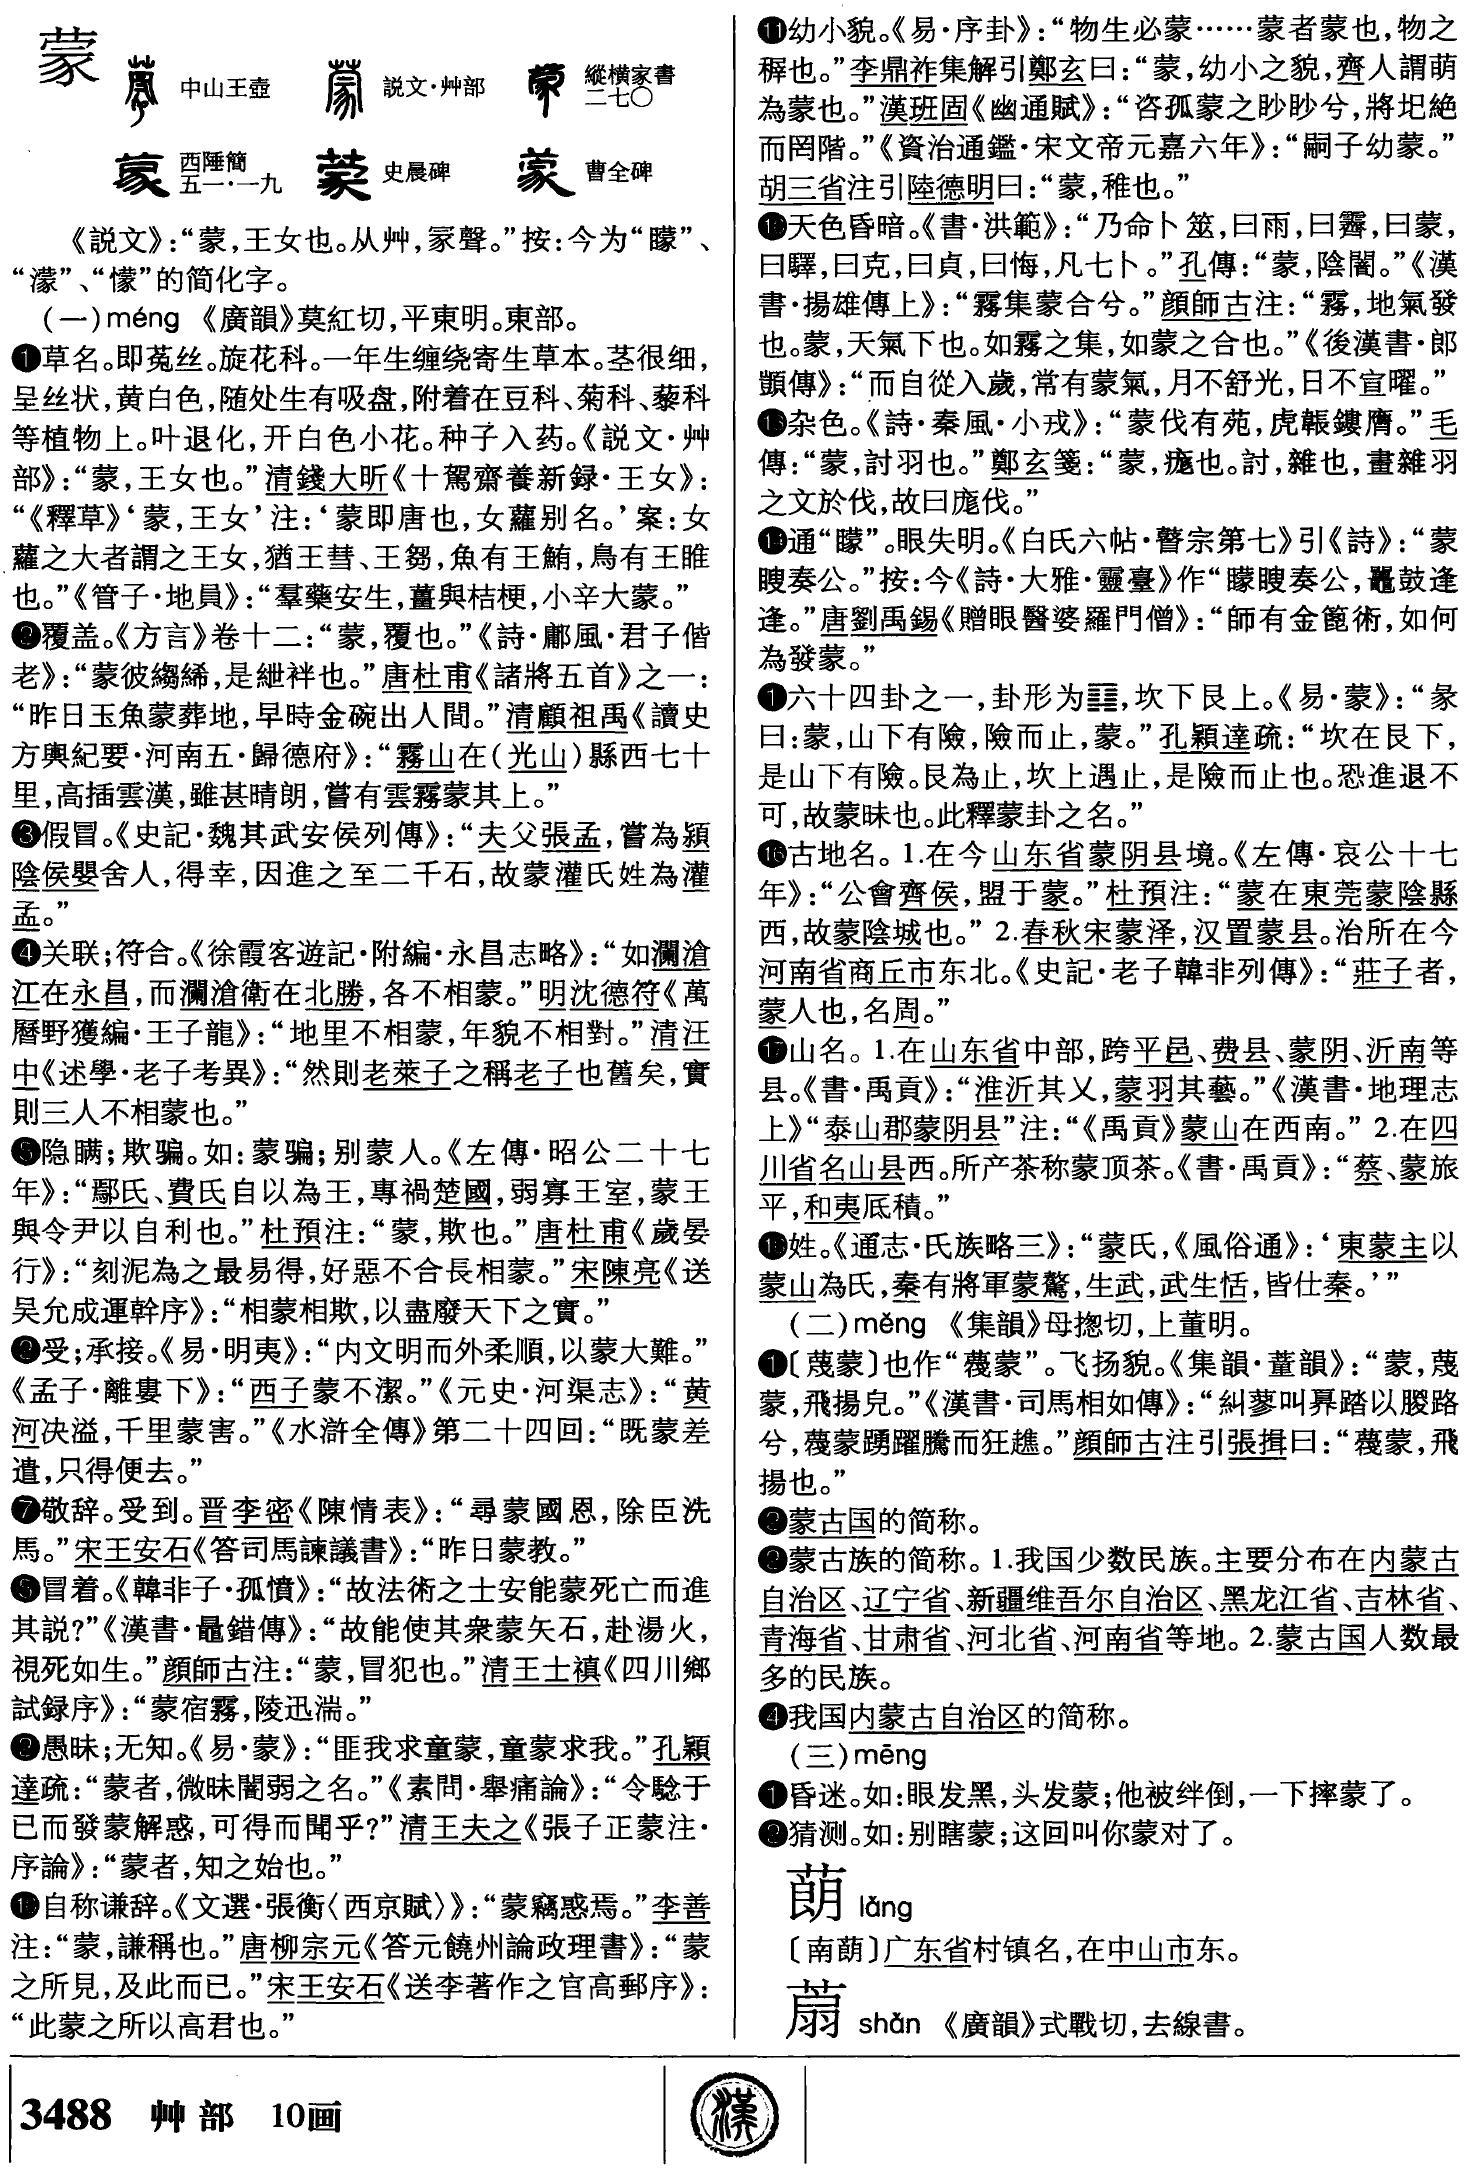 蒙
中山王壺
説文·艸部
縱横家書
二七〇
西陲簡
五一·一九
史晨碑
曹全碑
《説文》：“蒙，王女也。从艸，冡聲。”按：今为“矇”、
“濛”、“懞”的简化字。
（一）méng 《廣韻》莫紅切，平東明。東部。
❶草名。即菟丝。旋花科。一年生缠绕寄生草本。茎很细，
呈丝状，黄白色，随处生有吸盘，附着在豆科、菊科、藜科
等植物上。叶退化，开白色小花。种子入药。《説文·艸
部》：“蒙，王女也。”清錢大昕《十駕齋養新録·王女》：
“《釋草》‘蒙，王女’注：‘蒙即唐也，女蘿别名。’案：女
蘿之大者謂之王女，猶王彗、王芻，魚有王鮪，鳥有王雎
也。”《管子·地員》：“羣藥安生，薑與桔梗，小辛大蒙。”
❷覆盖。《方言》卷十二：“蒙，覆也。”《詩·鄘風·君子偕
老》：“蒙彼縐絺，是紲袢也。”唐杜甫《諸將五首》之一：
“昨日玉魚蒙葬地，早時金碗出人間。”清顧祖禹《讀史
方輿紀要·河南五·歸德府》：“霧山在（光山）縣西七十
里，高插雲漢，雖甚晴朗，嘗有雲霧蒙其上。”
❸假冒。《史記·魏其武安侯列傳》：“夫父張孟，嘗為潁
陰侯嬰舍人，得幸，因進之至二千石，故蒙灌氏姓為灌
孟。”
❹关联；符合。《徐霞客遊記·附編·永昌志略》：“如瀾滄
江在永昌，而瀾滄衛在北勝，各不相蒙。”明沈德符《萬
曆野獲編·王子龍》：“地里不相蒙，年貌不相對。”清汪
中《述學·老子考異》：“然則老萊子之稱老子也舊矣，實
則三人不相蒙也。”
❺隐瞒；欺骗。如：蒙骗；别蒙人。《左傳·昭公二十七
年》：“鄢氏、費氏自以為王，專禍楚國，弱寡王室，蒙王
與令尹以自利也。”杜預注：“蒙，欺也。”唐杜甫《歲晏
行》：“刻泥為之最易得，好惡不合長相蒙。”宋陳亮《送
吴允成運幹序》：“相蒙相欺，以盡廢天下之實。”
❻受；承接。《易·明夷》：“内文明而外柔順，以蒙大難。”
《孟子·離婁下》：“西子蒙不潔。”《元史·河渠志》：“黄
河决溢，千里蒙害。”《水滸全傳》第二十四回：“既蒙差
遣，只得便去。”
❼敬辞。受到。晋李密《陳情表》：“尋蒙國恩，除臣洗
馬。”宋王安石《答司馬諫議書》：“昨日蒙教。”
❽冒着。《韓非子·孤憤》：“故法術之士安能蒙死亡而進
其説？”《漢書·鼂錯傳》：“故能使其衆蒙矢石，赴湯火，
視死如生。”顔師古注：“蒙，冒犯也。”清王士禛《四川鄉
試録序》：“蒙宿霧，陵迅湍。”
❾愚昧；无知。《易·蒙》：“匪我求童蒙，童蒙求我。”孔穎
達疏：“蒙者，微昧闇弱之名。”《素問·舉痛論》：“令驗于
已而發蒙解惑，可得而聞乎？”清王夫之《張子正蒙注·
序論》：“蒙者，知之始也。”
❿自称谦辞。《文選·張衡〈西京賦〉》：“蒙竊惑焉。”李善
注：“蒙，謙稱也。”唐柳宗元《答元饒州論政理書》：“蒙
之所見，及此而已。”宋王安石《送李著作之官高郵序》：
“此蒙之所以高君也。”
⓫幼小貌。《易·序卦》：“物生必蒙……蒙者蒙也，物之
稺也。”李鼎祚集解引鄭玄曰：“蒙，幼小之貌，齊人謂萌
為蒙也。”漢班固《幽通賦》：“咨孤蒙之眇眇兮，將圮絶
而罔階。”《資治通鑑·宋文帝元嘉六年》：“嗣子幼蒙。”
胡三省注引陸德明曰：“蒙，稚也。”
⓬天色昏暗。《書·洪範》：“乃命卜筮，曰雨，曰霽，曰蒙，
曰驛，曰克，曰貞，曰悔，凡七卜。”孔傳：“蒙，陰闇。”《漢
書·揚雄傳上》：“霧集蒙合兮。”顔師古注：“霧，地氣發
也。蒙，天氣下也。如霧之集，如蒙之合也。”《後漢書·郎
顗傳》：“而自從入歲，常有蒙氣，月不舒光，日不宣曜。”
⓭杂色。《詩·秦風·小戎》：“蒙伐有苑，虎韔鏤膺。”毛
傳：“蒙，討羽也。”鄭玄箋：“蒙，厖也。討，雜也，畫雜羽
之文於伐，故曰厖伐。”
⓮通“矇”。眼失明。《白氏六帖·瞽宗第七》引《詩》：“蒙
瞍奏公。”按：今《詩·大雅·靈臺》作“矇瞍奏公，鼉鼓逢
逢。”唐劉禹錫《贈眼醫婆羅門僧》：“師有金篦術，如何
為發蒙。”
⓯六十四卦之一，卦形为䷃，坎下艮上。《易·蒙》：“彖
曰：蒙，山下有險，險而止，蒙。”孔穎達疏：“坎在艮下，
是山下有險。艮為止，坎上遇止，是險而止也。恐進退不
可，故蒙昧也。此釋蒙卦之名。”
⓰古地名。1.在今山东省蒙阴县境。《左傳·哀公十七
年》：“公會齊侯，盟于蒙。”杜預注：“蒙在東莞蒙陰縣
西，故蒙陰城也。” 2.春秋宋蒙泽，汉置蒙县。治所在今
河南省商丘市东北。《史記·老子韓非列傳》：“莊子者，
蒙人也，名周。”
⓱山名。1.在山东省中部，跨平邑、费县、蒙阴、沂南等
县。《書·禹貢》：“淮沂其乂，蒙羽其藝。”《漢書·地理志
上》“泰山郡蒙阴县”注：“《禹貢》蒙山在西南。” 2.在四
川省名山县西。所产茶称蒙顶茶。《書·禹貢》：“蔡、蒙旅
平，和夷厎積。”
⓲姓。《通志·氏族略三》：“蒙氏，《風俗通》：‘東蒙主以
蒙山為氏，秦有將軍蒙驁，生武，武生恬，皆仕秦。’”
（二）měng 《集韻》母揔切，上董明。
❶〔蔑蒙〕也作“薎蒙”。飞扬貌。《集韻·董韻》：“蒙，蔑
蒙，飛揚皃。”《漢書·司馬相如傳》：“糾蓼叫奡踏以朡路
兮，薎蒙踴躍騰而狂趭。”顔師古注引張揖曰：“薎蒙，飛
揚也。”
❷蒙古国的简称。
❸蒙古族的简称。1.我国少数民族。主要分布在内蒙古
自治区、辽宁省、新疆维吾尔自治区、黑龙江省、吉林省、
青海省、甘肃省、河北省、河南省等地。2.蒙古国人数最
多的民族。
❹我国内蒙古自治区的简称。
（三）mēng
❶昏迷。如：眼发黑，头发蒙；他被绊倒，一下摔蒙了。
❷猜测。如：别瞎蒙；这回叫你蒙对了。
蓢 lǎng
〔南蓢〕广东省村镇名，在中山市东。
蔐 shàn 《廣韻》式戰切，去線書。
3488 艸部 10画
漢